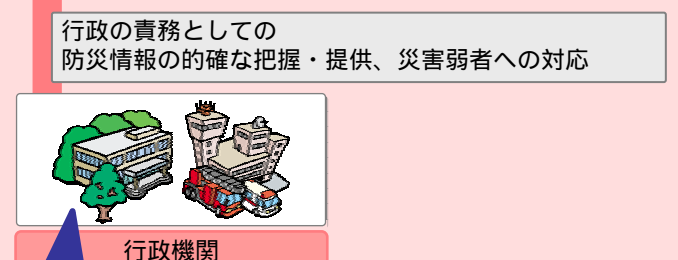 行政の責務としての
防災情報の的確な把握・提供、災害弱者への対応
行政機関